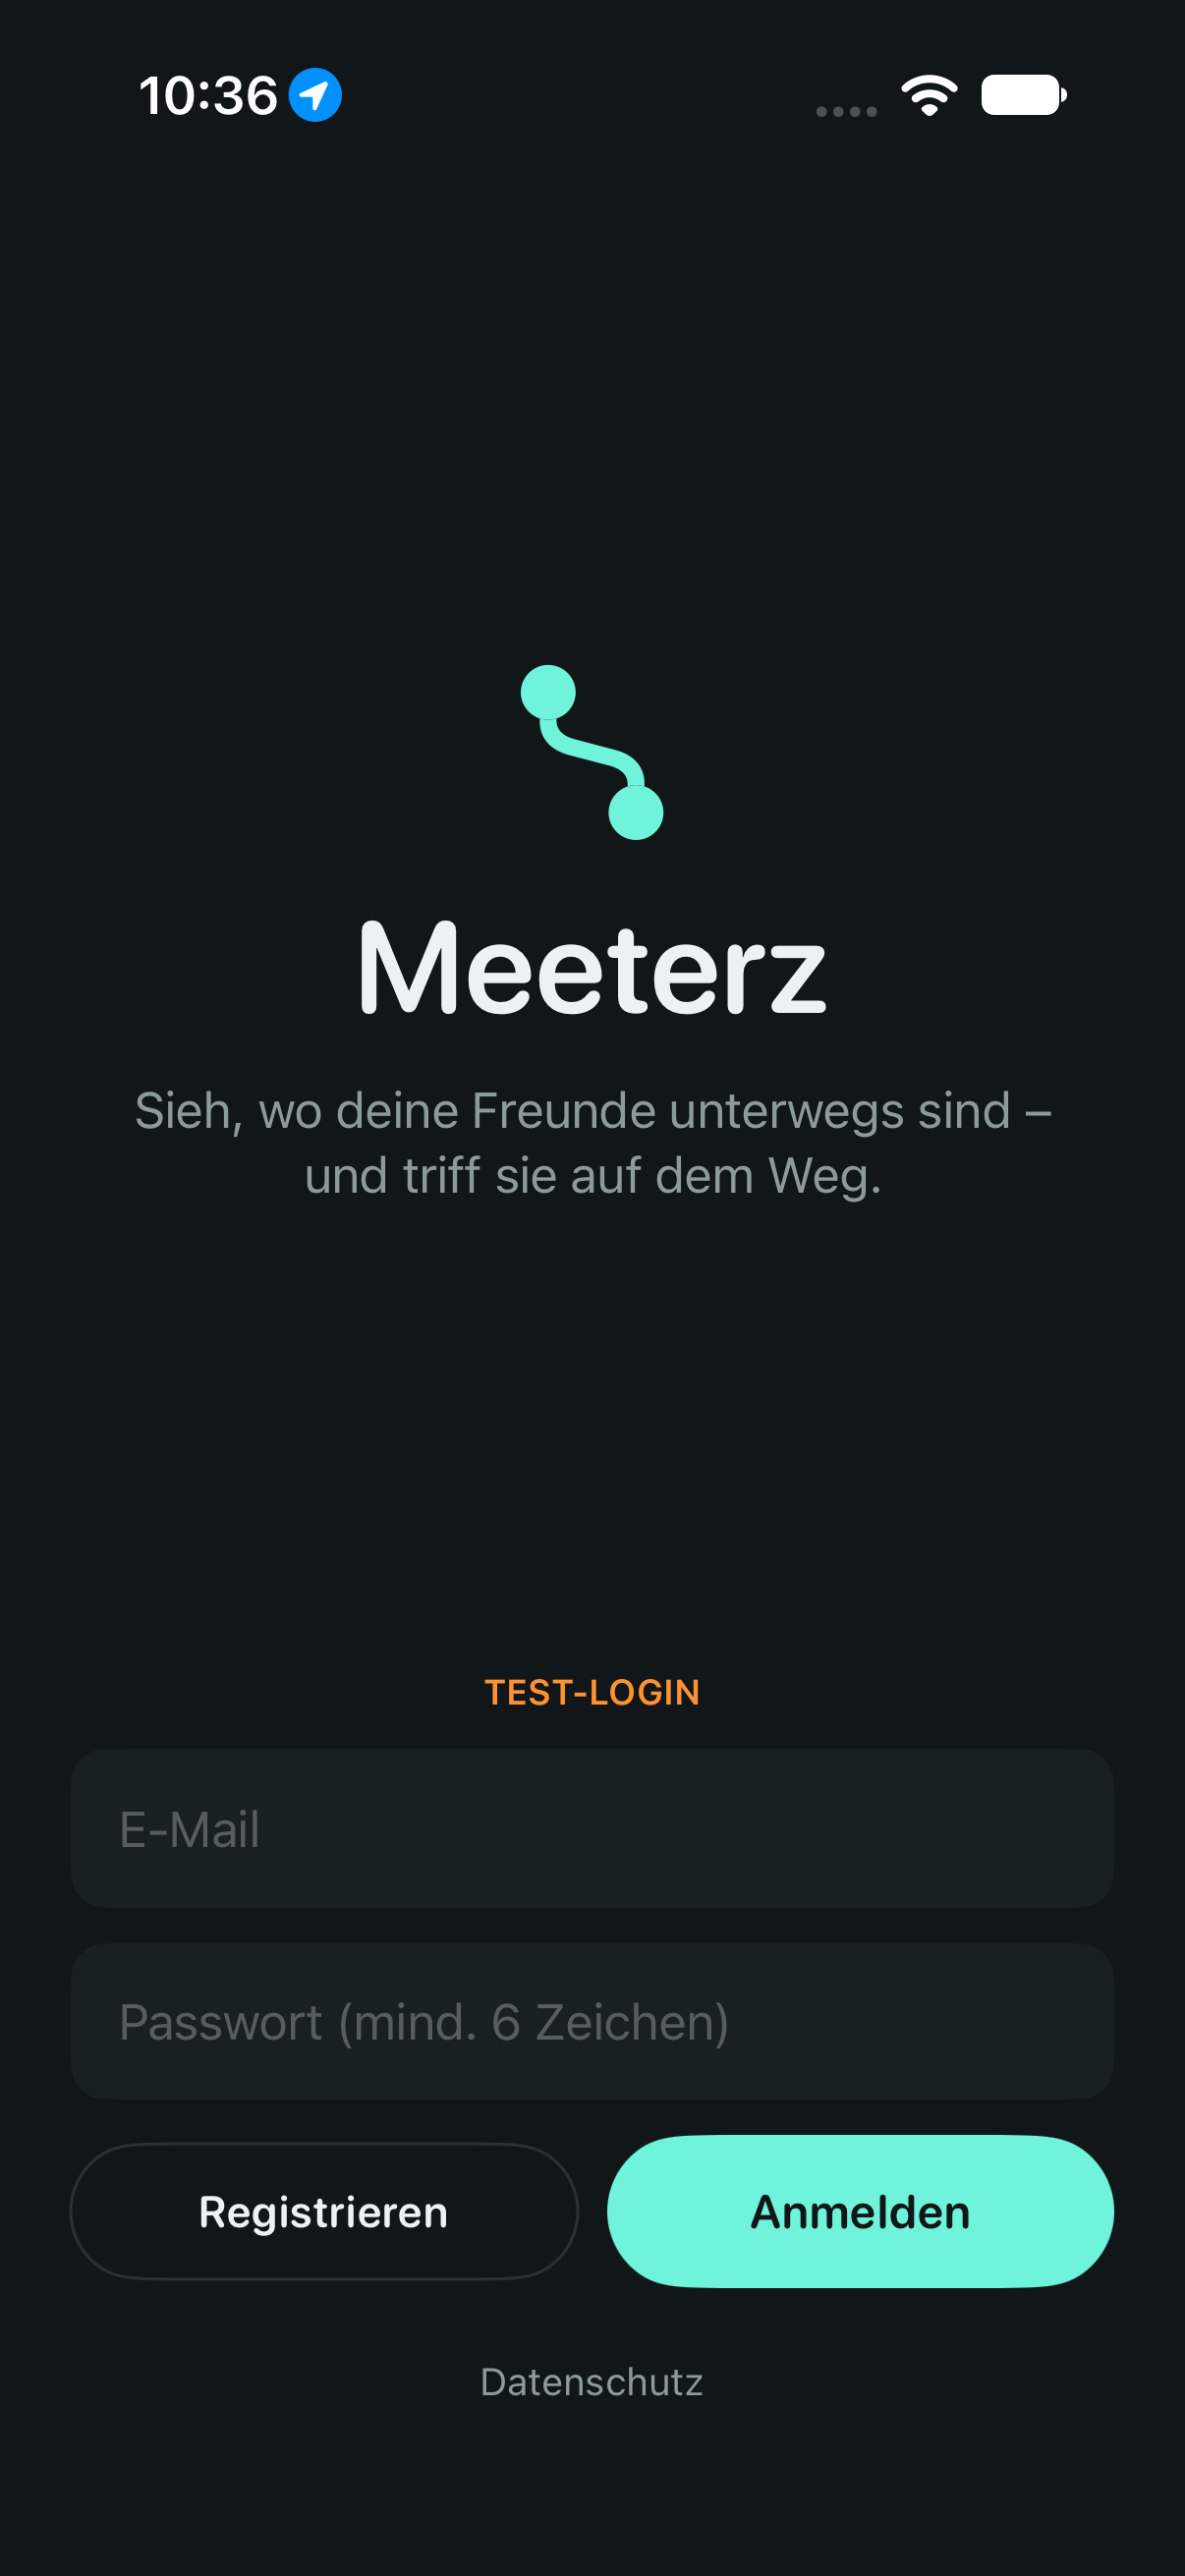 10:36
Meeterz
Sieh, wo deine Freunde unterwegs sind –
und triff sie auf dem Weg.
TEST-LOGIN
E-Mail
Passwort (mind. 6 Zeichen)
Registrieren
Anmelden
Datenschutz